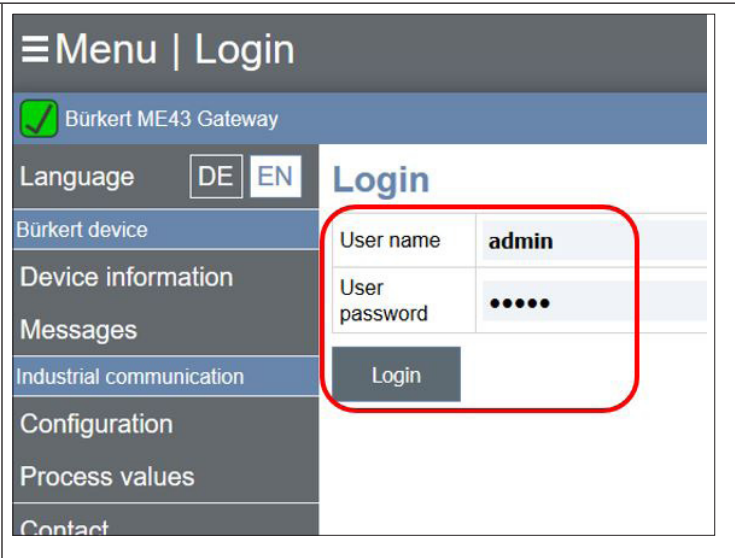 ≡Menu | Login
Bürkert ME43 Gateway
Language DE EN
Bürkert device
Device information
Messages
Industrial communication
Configuration
Process values
Contact
Login
User name admin
User
password •••••
Login